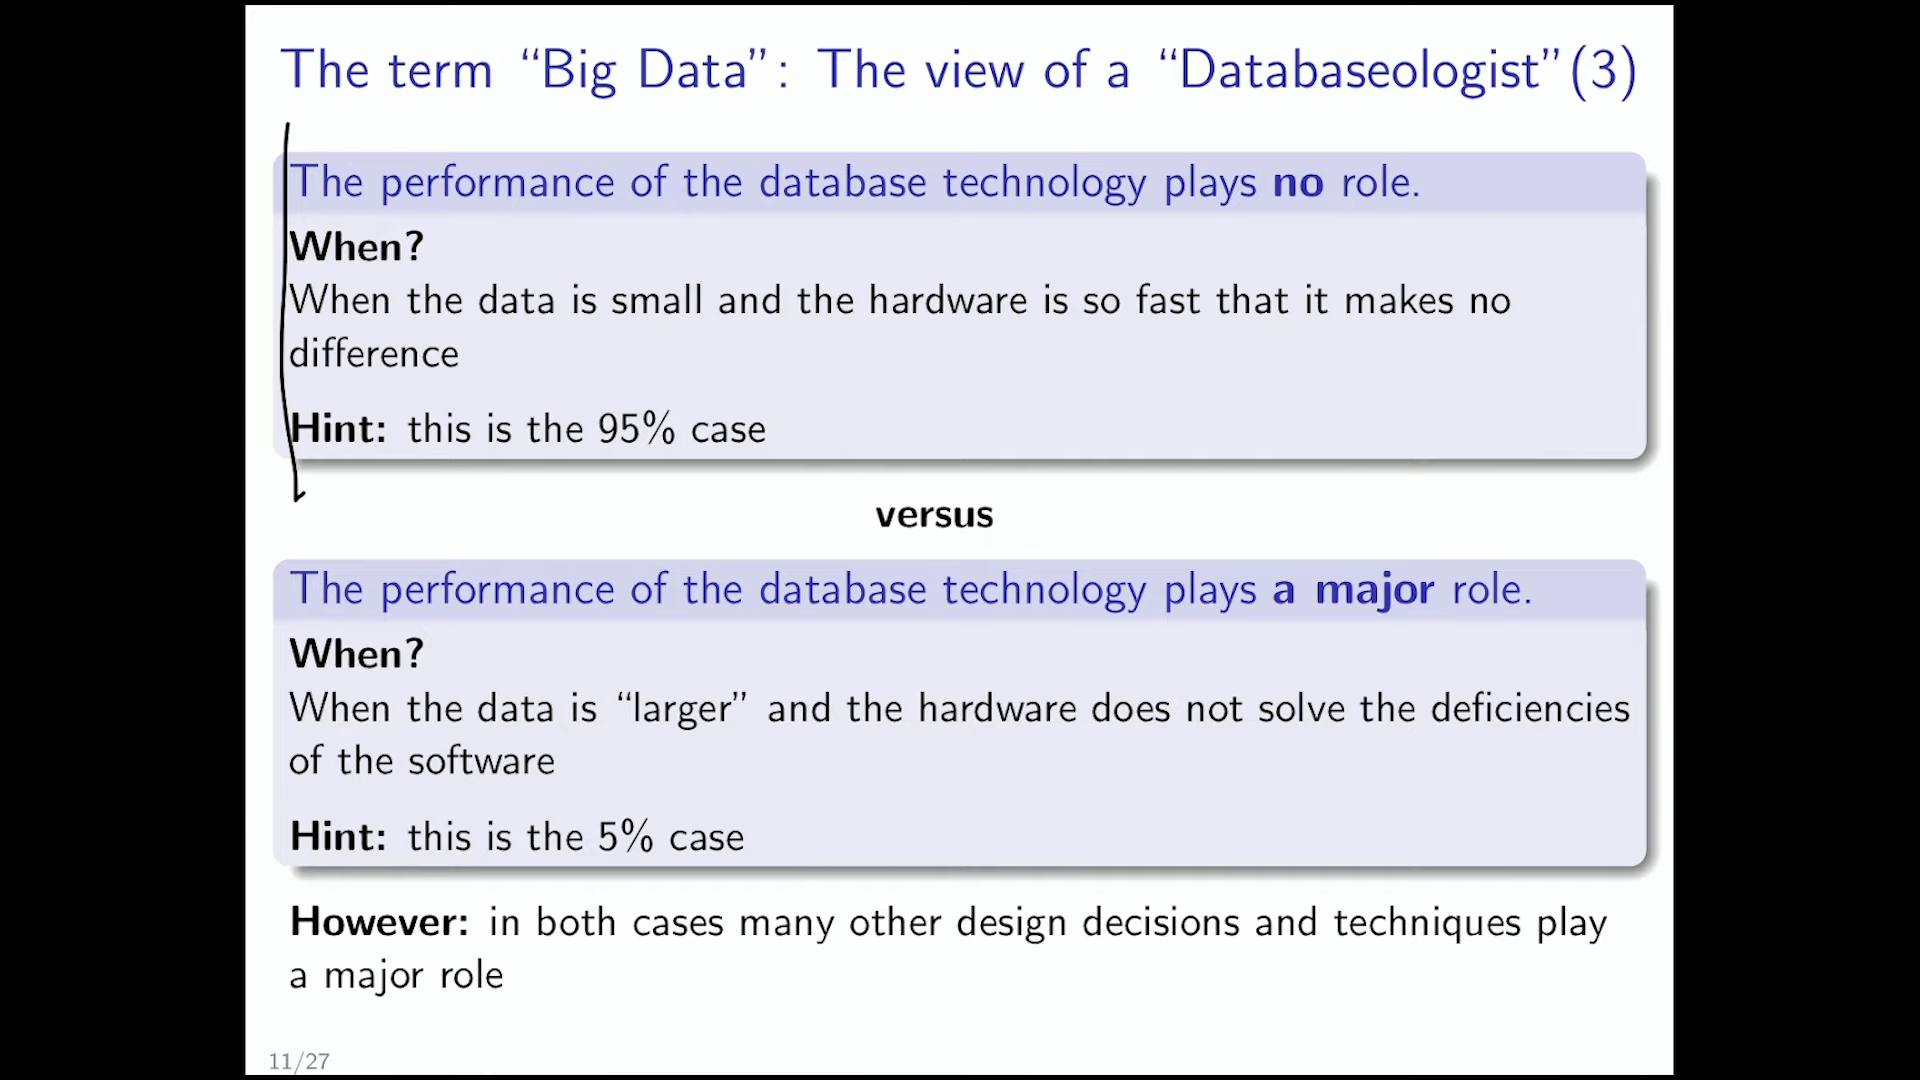 The term “Big Data”: The view of a “Databaseologist”(3)
The performance of the database technology plays no role.
When?
When the data is small and the hardware is so fast that it makes no
difference
Hint: this is the 95% case
versus
The performance of the database technology plays a major role.
When?
When the data is “larger” and the hardware does not solve the deficiencies
of the software
Hint: this is the 5% case
However: in both cases many other design decisions and techniques play
a major role
11/27